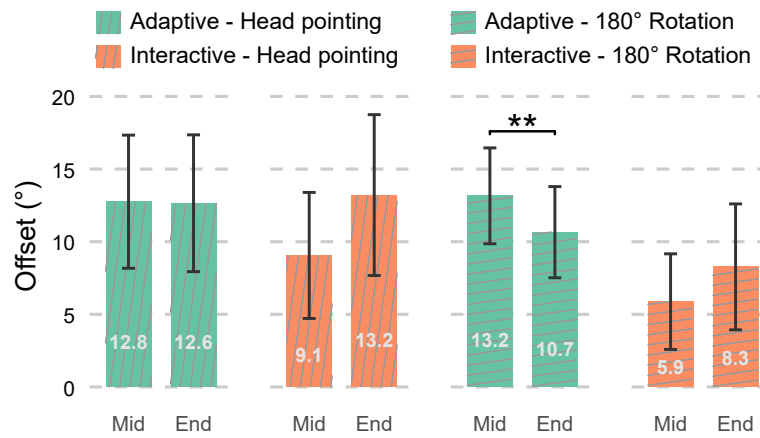 Adaptive - Head pointing
Adaptive - 180° Rotation
Interactive - Head pointing
Interactive - 180° Rotation
Offset (°)
20
15
10
5
0
**
12.8
12.6
9.1
13.2
13.2
10.7
5.9
8.3
Mid
End
Mid
End
Mid
End
Mid
End